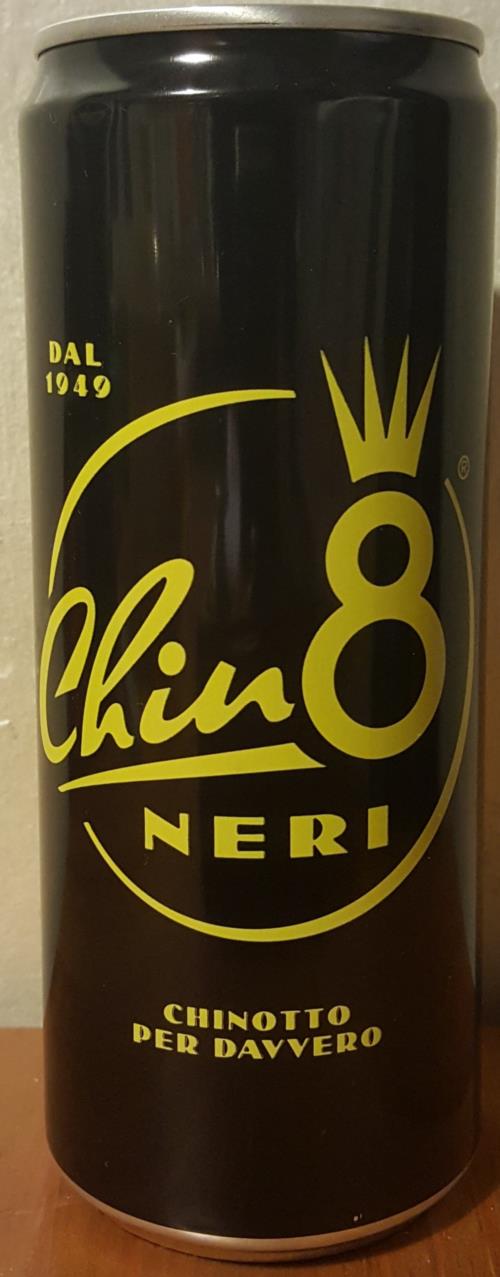 DAL
1949
®
Chin8
NERI
CHINOTTO
PER DAVVERO